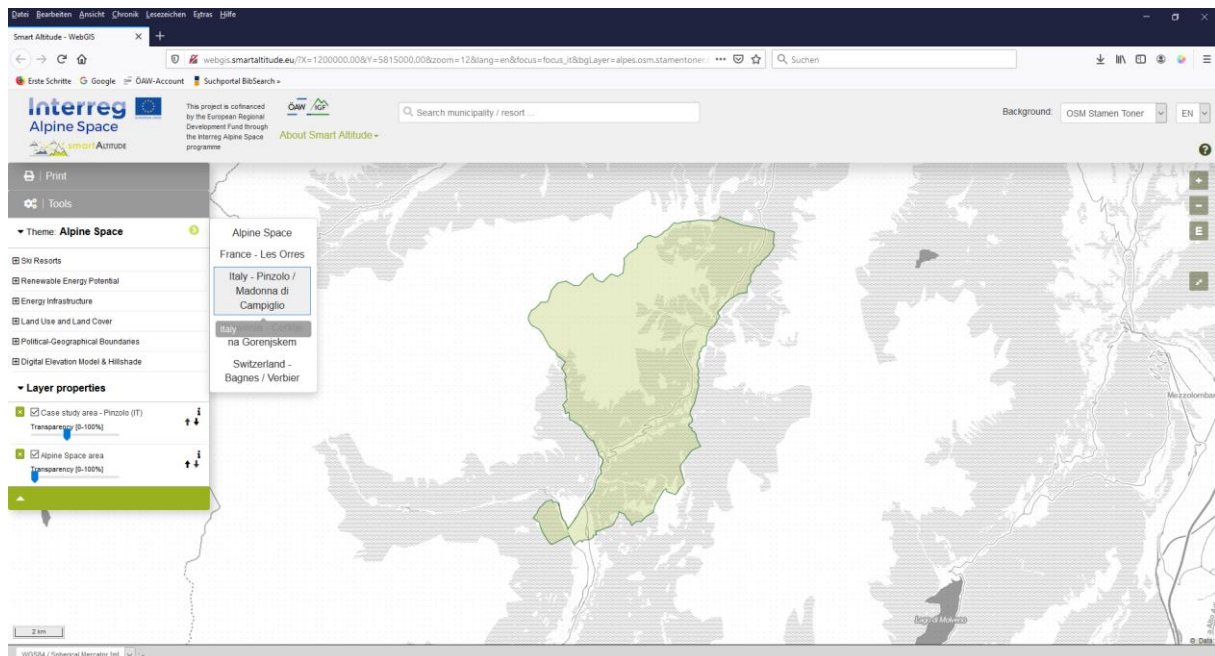 Datei Bearbeiten Ansicht Chronik Lesezeichen Extras Hilfe
Smart Altitude - WebGIS
webgis.smartaltitude.eu/?X=1200000,00&Y=5815000,00&zoom=12&lang=en&focus=focus_it&bgLayer=alpes.osm.stamentoner
Suchen
Erste Schritte G Google ÖAW-Account Suchportal BibSearch »
Interreg
Alpine Space
smartALTITUDE
This project is cofinanced
by the European Regional
Development Fund through
the Interreg Alpine Space
programme
ÖAW IGF
About Smart Altitude
Search municipality / resort ...
Background: OSM Stamen Toner EN
Print
Tools
Theme: Alpine Space
Ski Resorts
Renewable Energy Potential
Energy Infrastructure
Land Use and Land Cover
Political-Geographical Boundaries
Digital Elevation Model & Hillshade
Layer properties
Case study area - Pinzolo (IT)
Transparency [0-100%]
Alpine Space area
Transparency [0-100%]
Alpine Space
France - Les Orres
Italy - Pinzolo /
Madonna di
Campiglio
Italy
na Gorenjskem
Switzerland -
Bagnes / Verbier
E
Lago di Molveno
2 km
© Data:
WGS84 / Spherical Mercator [ell